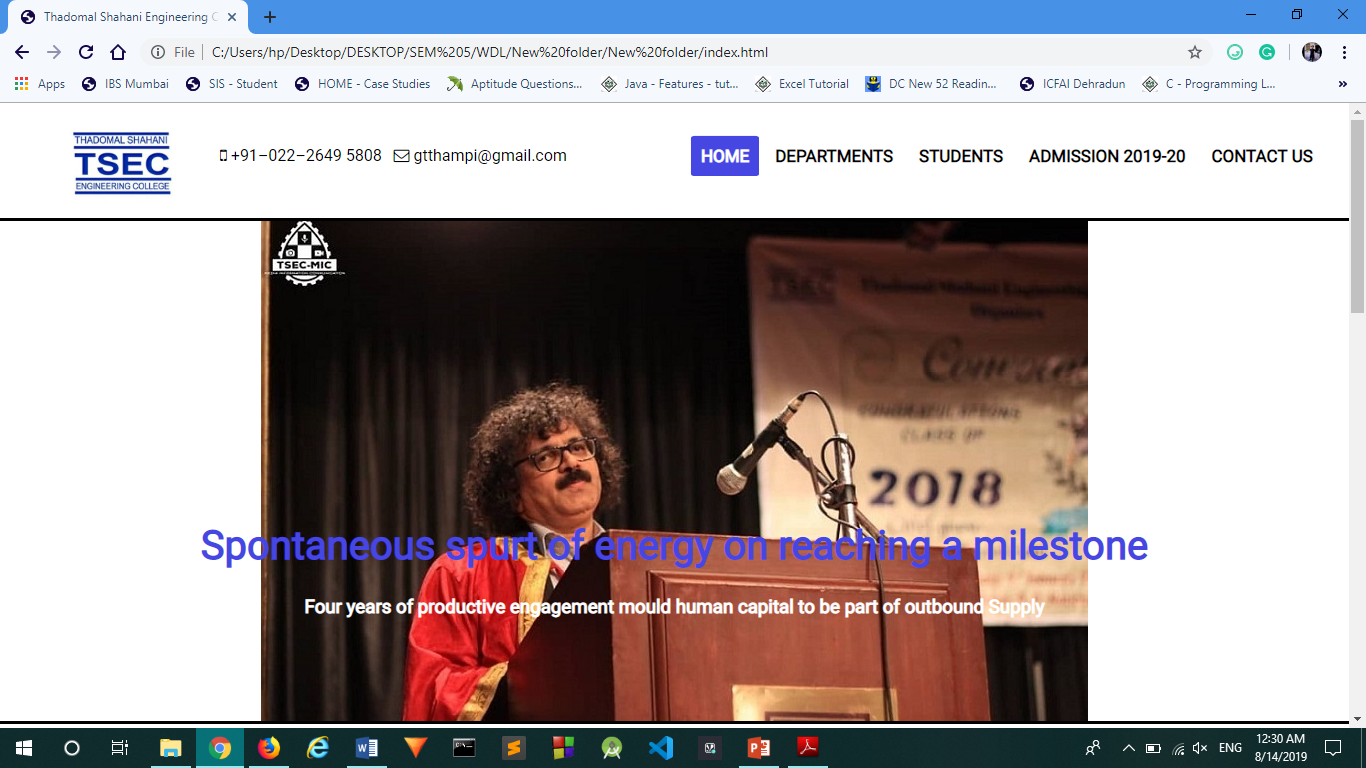 Thadomal Shahani Engineering C
File
C:/Users/hp/Desktop/DESKTOP/SEM%205/WDL/New%20folder/New%20folder/index.html
Apps
IBS Mumbai
SIS - Student
HOME - Case Studies
Aptitude Questions...
Java - Features - tut...
Excel Tutorial
DC New 52 Readin...
ICFAI Dehradun
C - Programming L...
»
THADOMAL SHAHANI
TSEC
ENGINEERING COLLEGE
+91–022–2649 5808
gtthampi@gmail.com
HOME
DEPARTMENTS
STUDENTS
ADMISSION 2019-20
CONTACT US
TSEC-MIC
MEDIA INFORMATION COMMUNICATION
TSEC
Thadomal Shahani Engineering
CONGRATULATIONS
CLASS OF
2018
Spontaneous spurt of energy on reaching a milestone
Four years of productive engagement mould human capital to be part of outbound Supply
ENG
12:30 AM
8/14/2019